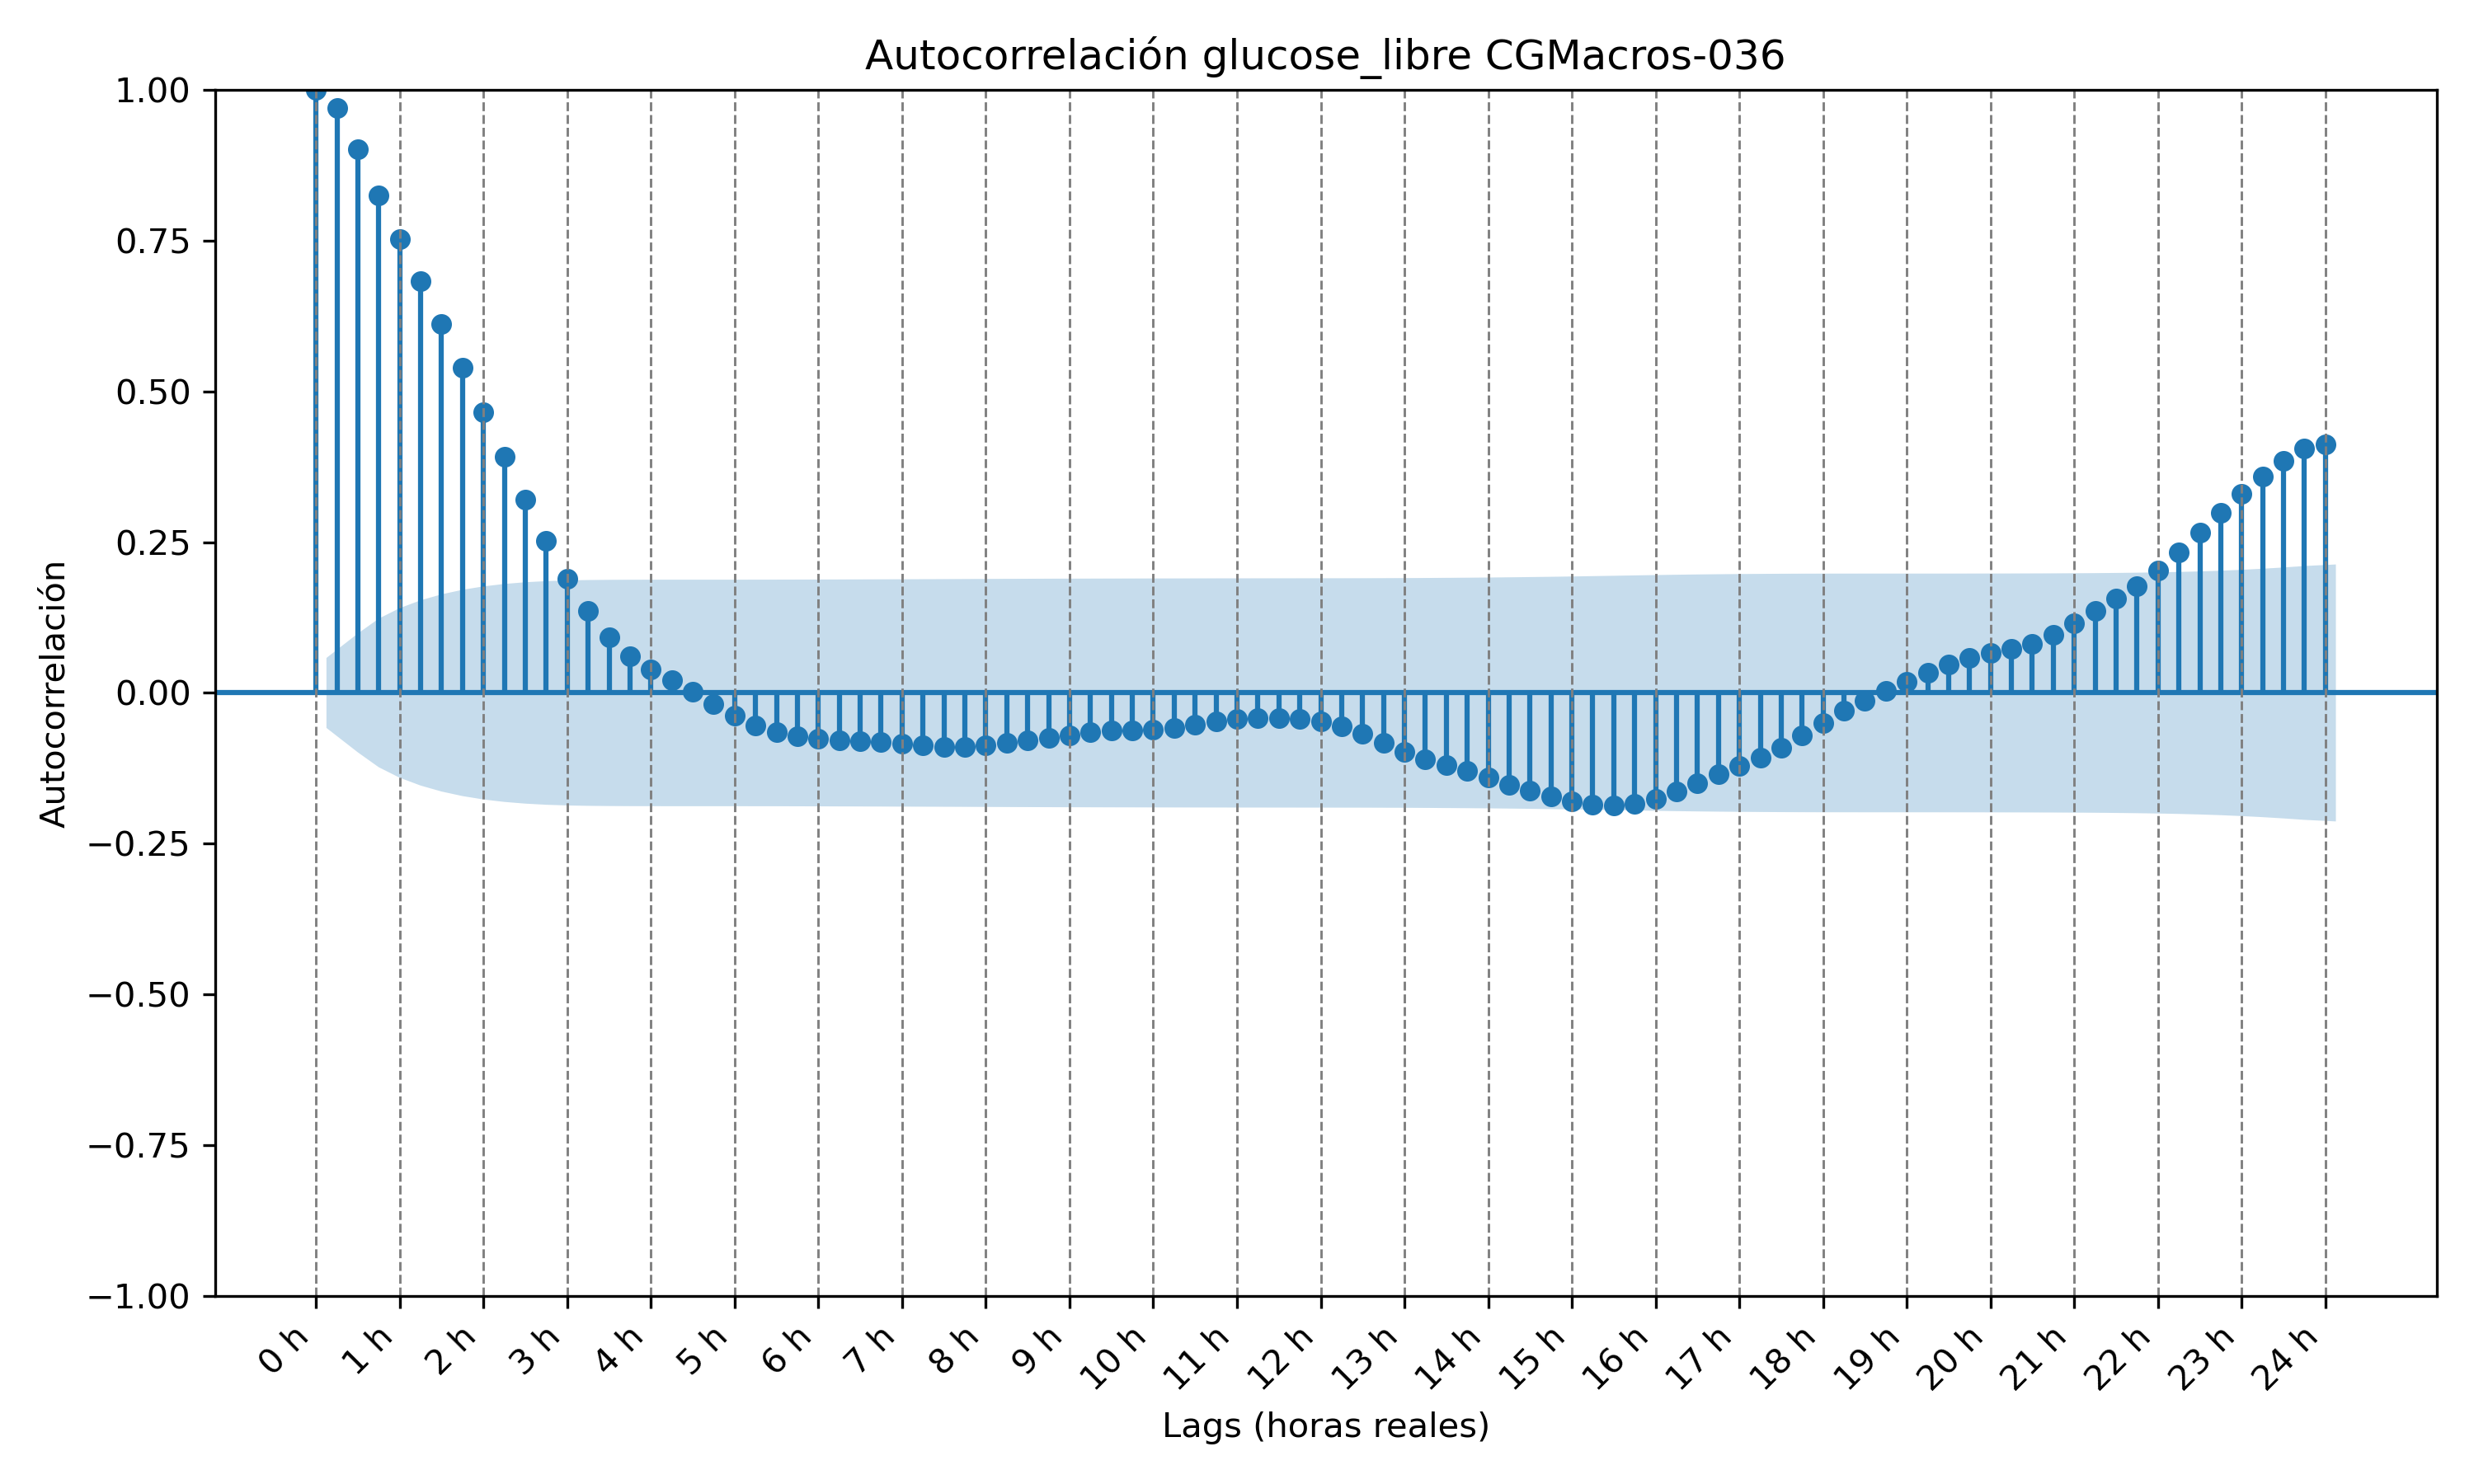 Autocorrelación glucose_libre CGMacros-036
Autocorrelación
1.00
0.75
0.50
0.25
0.00
−0.25
−0.50
−0.75
−1.00
0 h 1 h 2 h 3 h 4 h 5 h 6 h 7 h 8 h 9 h 10 h 11 h 12 h 13 h 14 h 15 h 16 h 17 h 18 h 19 h 20 h 21 h 22 h 23 h 24 h
Lags (horas reales)